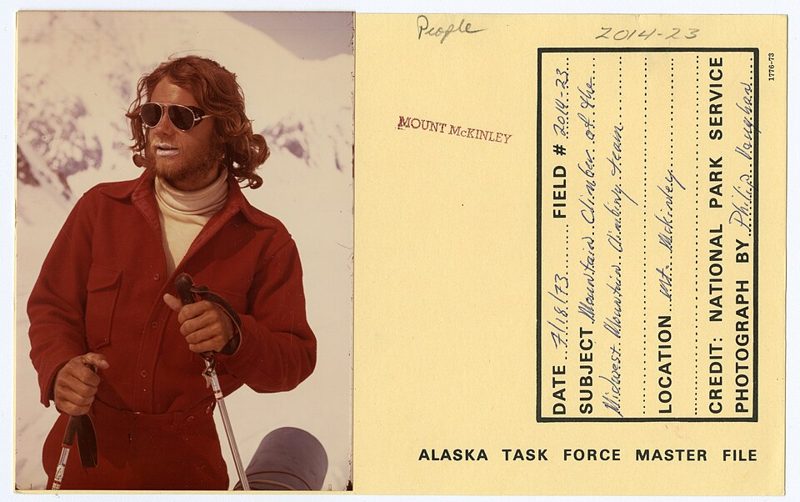 People
2014-23
1776-73
MOUNT McKINLEY
DATE 7/18/73 FIELD # 2014-23
SUBJECT Mountain Climber of the
Midwest Mountain Climbing team
LOCATION Mt. McKinley
CREDIT: NATIONAL PARK SERVICE
PHOTOGRAPH BY Philip Vaughan
ALASKA TASK FORCE MASTER FILE